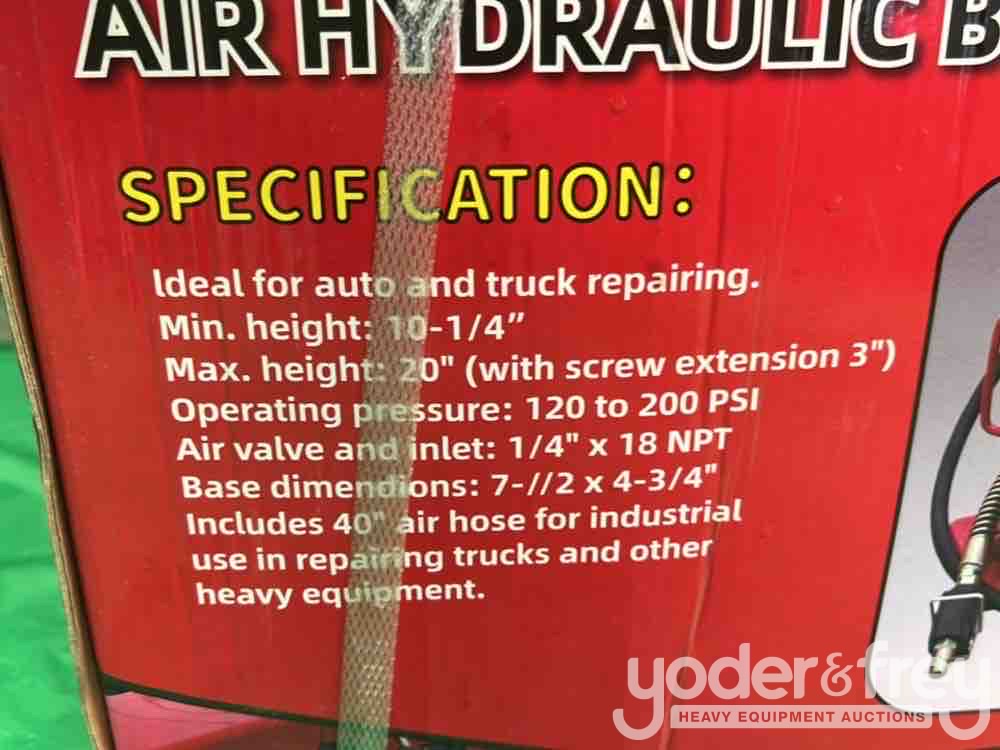 AIR HYDRAULIC B
SPECIFICATION:
Ideal for auto and truck repairing.
Min. height: 10-1/4"
Max. height: 20" (with screw extension 3")
Operating pressure: 120 to 200 PSI
Air valve and inlet: 1/4" x 18 NPT
Base dimendions: 7-//2 x 4-3/4"
Includes 40" air hose for industrial
use in repairing trucks and other
heavy equipment.
yoder&frey
HEAVY EQUIPMENT AUCTIONS